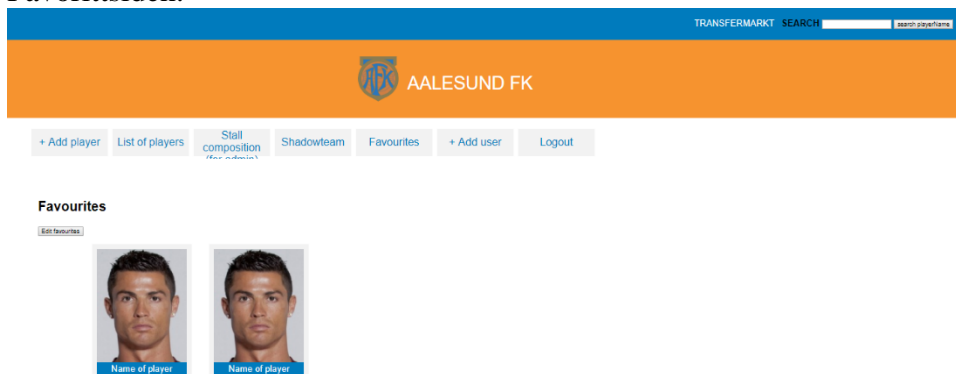 Favorittsiden:
TRANSFERMARKT SEARCH search playerName
AFK AALESUND FK
+ Add player List of players Stall composition (for admin) Shadowteam Favourites + Add user Logout
Favourites
Edit favourites
Name of player Name of player